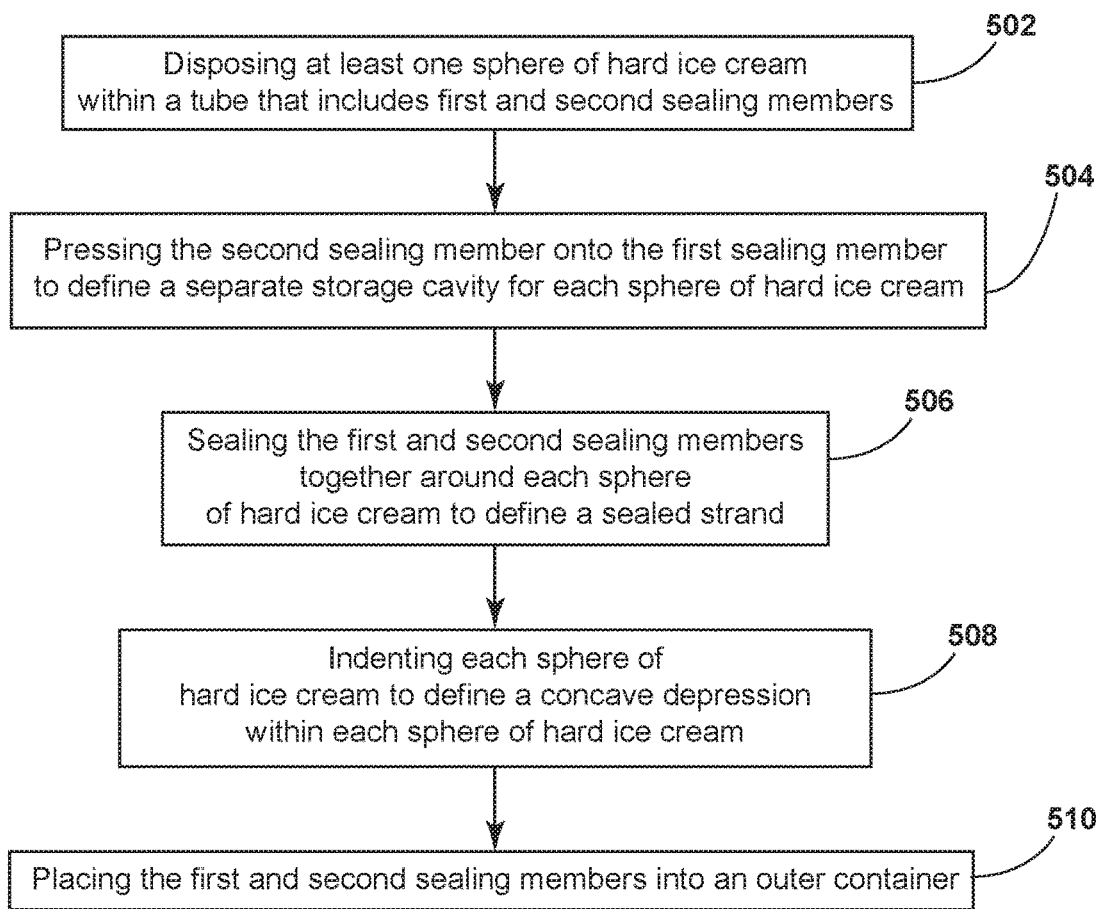 502
Disposing at least one sphere of hard ice cream
within a tube that includes first and second sealing members
504
Pressing the second sealing member onto the first sealing member
to define a separate storage cavity for each sphere of hard ice cream
506
Sealing the first and second sealing members
together around each sphere
of hard ice cream to define a sealed strand
508
Indenting each sphere of
hard ice cream to define a concave depression
within each sphere of hard ice cream
510
Placing the first and second sealing members into an outer container